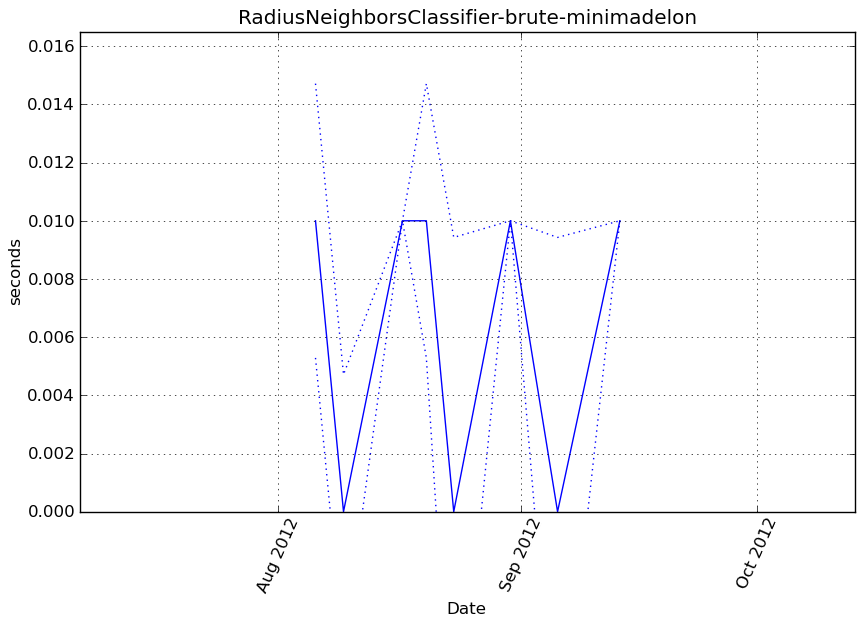 RadiusNeighborsClassifier-brute-minimadelon
0.016
0.014
0.012
0.010
0.008
0.006
0.004
0.002
0.000
seconds
Aug 2012
Sep 2012
Oct 2012
Date